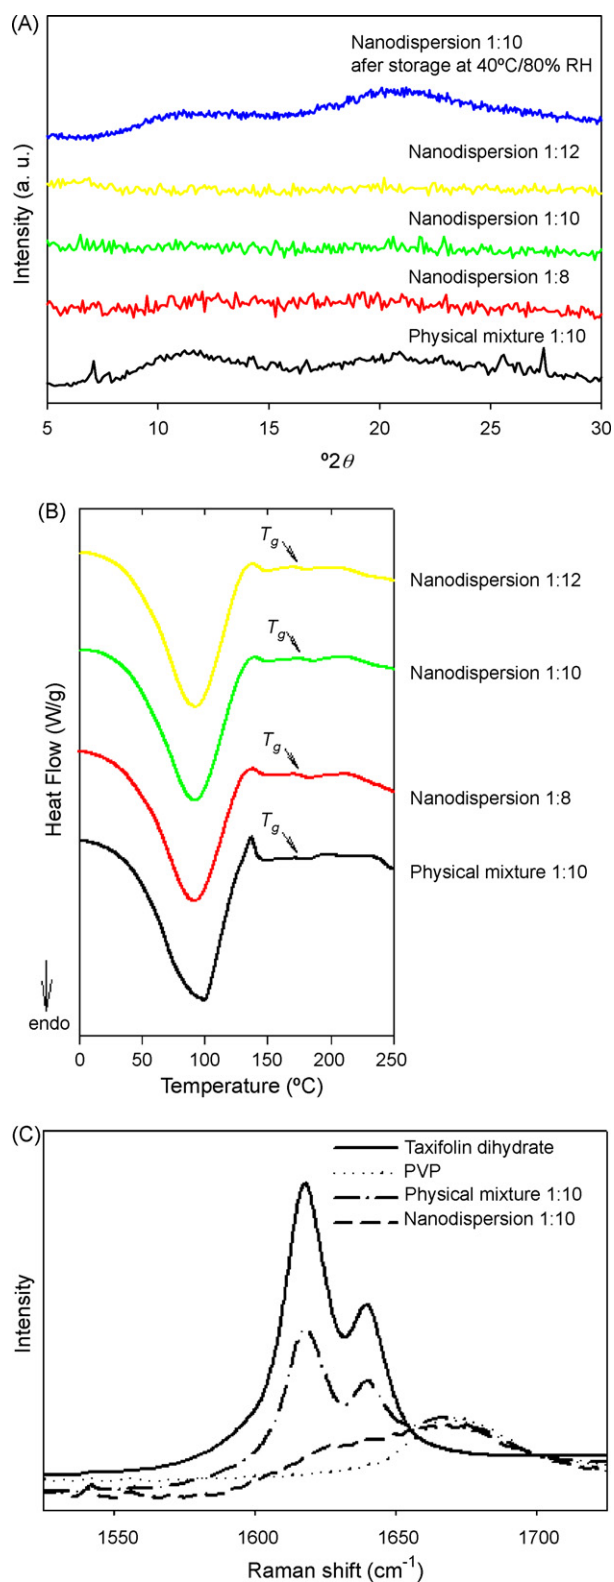 (A)
Nanodispersion 1:10
afer storage at 40ºC/80% RH
Nanodispersion 1:12
Nanodispersion 1:10
Nanodispersion 1:8
Physical mixture 1:10
Intensity (a. u.)
5 10 15 20 25 30
º2θ
(B)
Tg
Nanodispersion 1:12
Tg
Nanodispersion 1:10
Tg
Nanodispersion 1:8
Tg
Physical mixture 1:10
Heat Flow (W/g)
endo
0 50 100 150 200 250
Temperature (ºC)
(C)
Taxifolin dihydrate
PVP
Physical mixture 1:10
Nanodispersion 1:10
Intensity
1550 1600 1650 1700
Raman shift (cm-1)